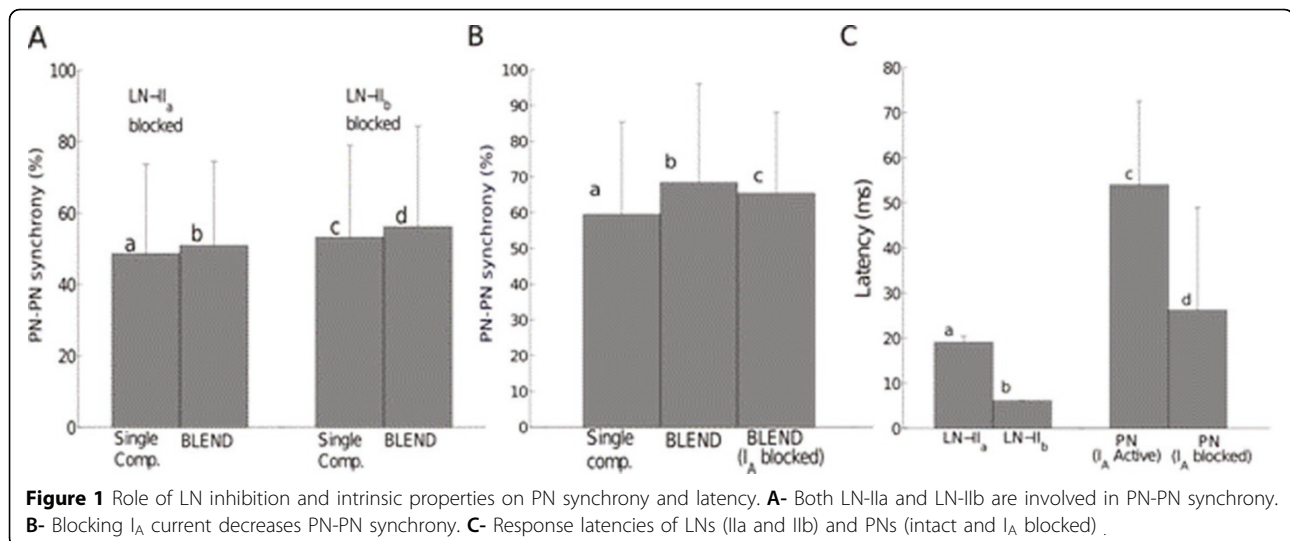 A
PN-PN synchrony (%)
100
80
60
40
20
0
LN-IIa
blocked
LN-IIb
blocked
a
b
c
d
Single
Comp.
BLEND
Single
Comp.
BLEND
B
PN-PN synchrony (%)
100
90
80
70
60
50
40
30
20
10
0
a
b
c
Single
comp.
BLEND
BLEND
(IA blocked)
C
Latency (ms)
80
70
60
50
40
30
20
10
0
a
b
c
d
LN-IIa
LN-IIb
PN
(IA Active)
PN
(IA blocked)
Figure 1 Role of LN inhibition and intrinsic properties on PN synchrony and latency. A- Both LN-IIa and LN-IIb are involved in PN-PN synchrony.
B- Blocking IA current decreases PN-PN synchrony. C- Response latencies of LNs (IIa and IIb) and PNs (intact and IA blocked) .